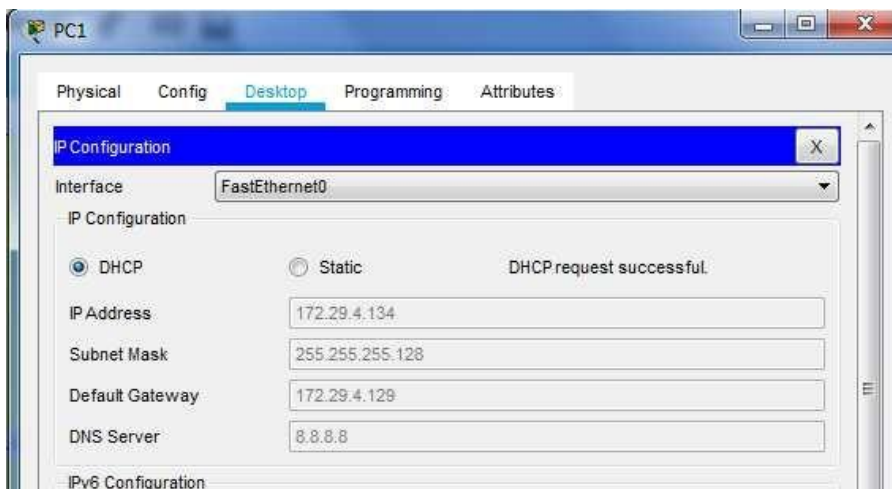 PC1
X
Physical Config Desktop Programming Attributes
IP Configuration X
Interface FastEthernet0
IP Configuration
DHCP Static DHCP request successful.
IP Address 172.29.4.134
Subnet Mask 255.255.255.128
Default Gateway 172.29.4.129
DNS Server 8.8.8.8
IPv6 Configuration